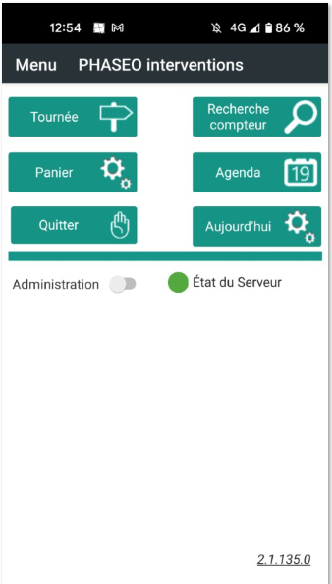 12:54 4G 86 %
Menu PHASEO interventions
Tournée
Recherche
compteur
Panier
Agenda
19
Quitter
Aujourd'hui
Administration
État du Serveur
2.1.135.0